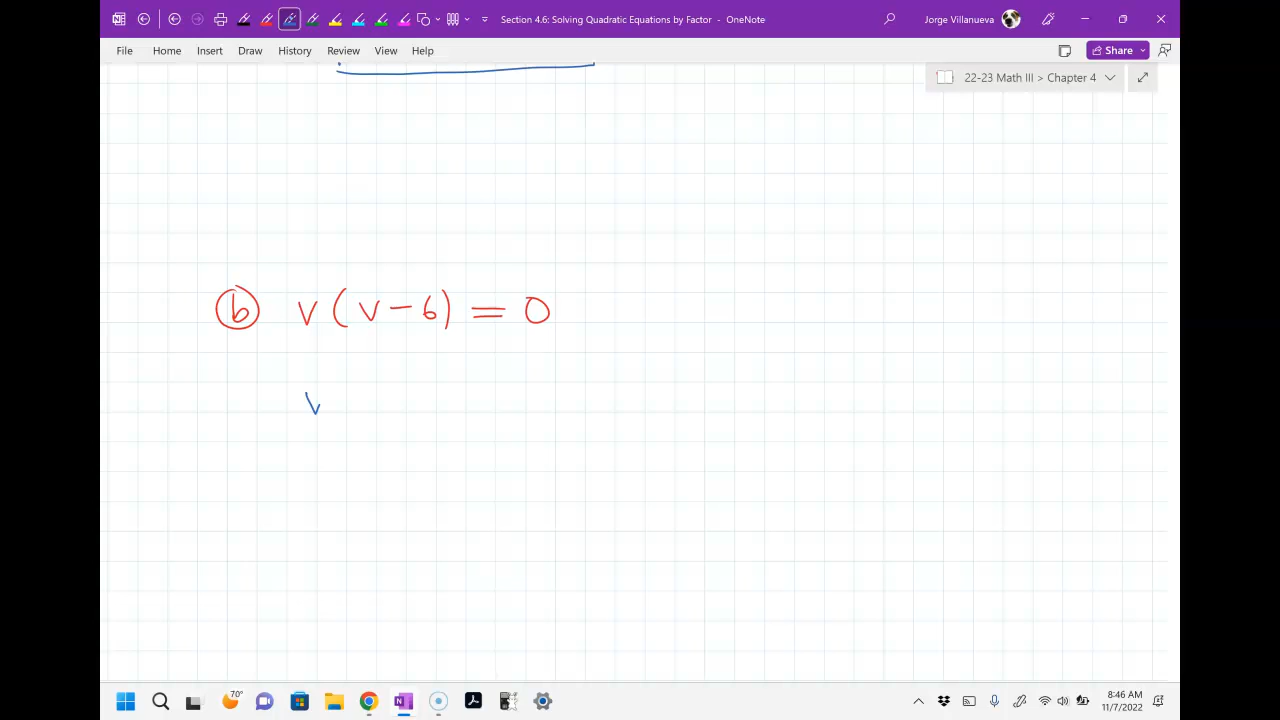 Section 4.6: Solving Quadratic Equations by Factor - OneNote
Jorge Villanueva
File Home Insert Draw History Review View Help
Share
22-23 Math III > Chapter 4
b v(v-6)=0
v
70°
8:46 AM
11/7/2022